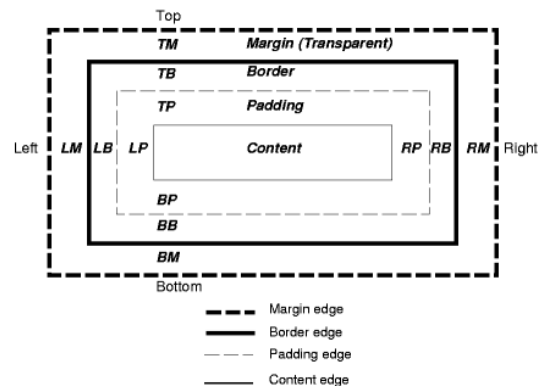 Top
TM Margin (Transparent)
TB Border
TP Padding
Left LM LB LP Content RP RB RM Right
BP
BB
BM
Bottom
Margin edge
Border edge
Padding edge
Content edge